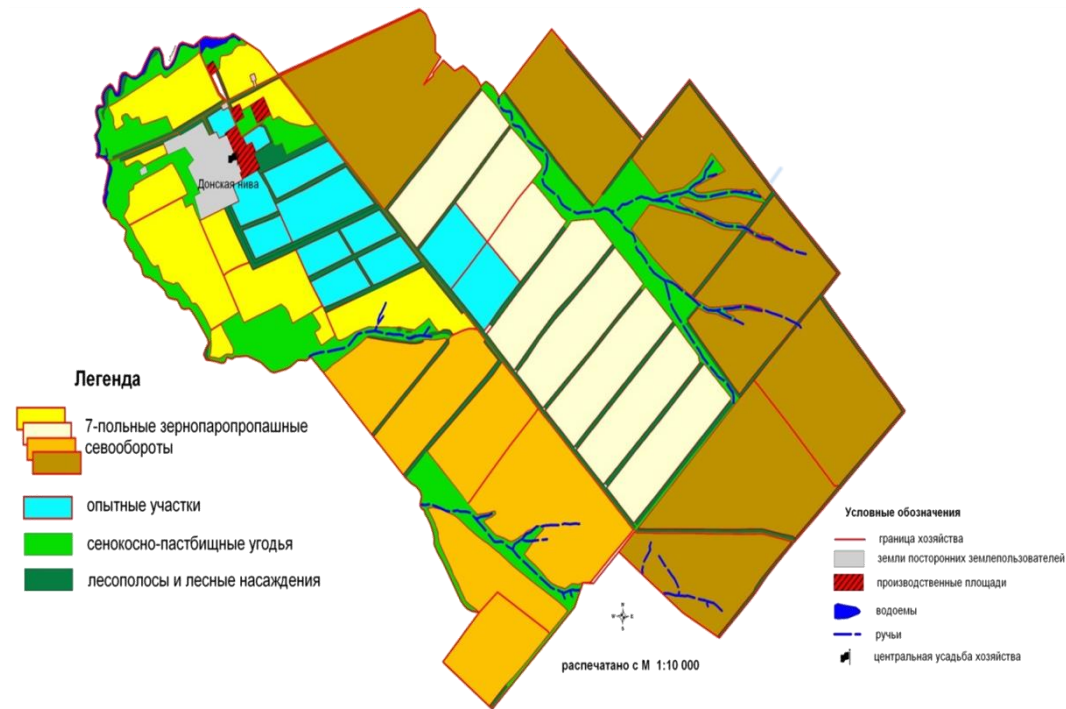 Донская нива
Легенда
7-польные зернопаропропашные
севообороты
опытные участки
сенокосно-пастбищные угодья
лесополосы и лесные насаждения
N
W E
S
распечатано с М 1:10 000
Условные обозначения
граница хозяйства
земли посторонних землепользователей
производственные площади
водоемы
ручьи
центральная усадьба хозяйства